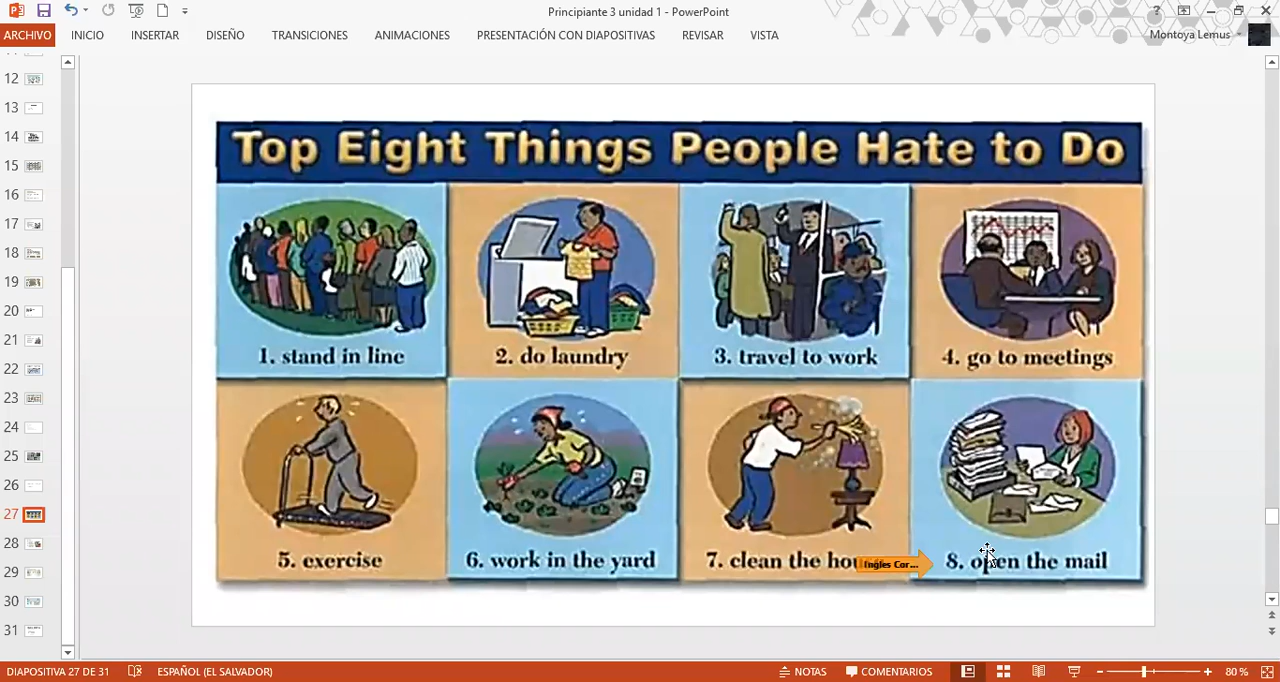 Principiante 3 unidad 1 - PowerPoint
?
ARCHIVO INICIO INSERTAR DISEÑO TRANSICIONES ANIMACIONES PRESENTACIÓN CON DIAPOSITIVAS REVISAR VISTA Montoya Lemus
Top Eight Things People Hate to Do
1. stand in line
2. do laundry
3. travel to work
4. go to meetings
5. exercise
6. work in the yard
7. clean the
Ingles Cor...
8. open the mail
12
13
14
15
16
17
18
19
20
21
22
23
24
25
26
27
28
29
30
31
DIAPOSITIVA 27 DE 31 ESPAÑOL (EL SALVADOR) NOTAS COMENTARIOS 80 %